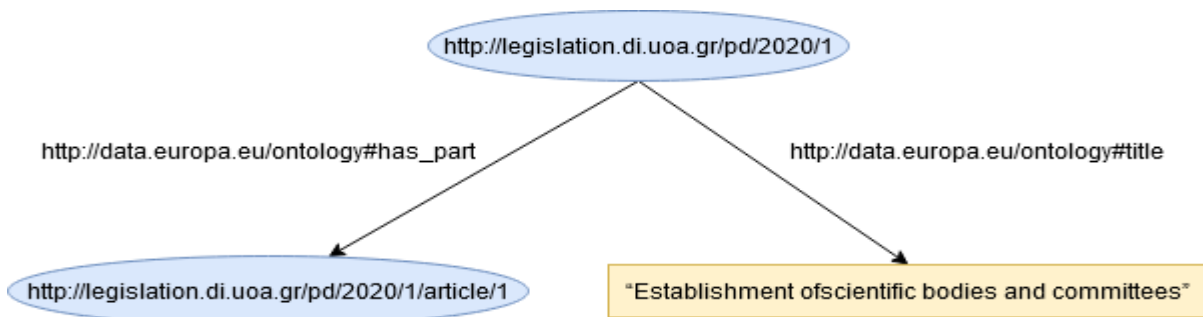 http://legislation.di.uoa.gr/pd/2020/1
http://data.europa.eu/ontology#has_part
http://data.europa.eu/ontology#title
http://legislation.di.uoa.gr/pd/2020/1/article/1
“Establishment ofscientific bodies and committees”